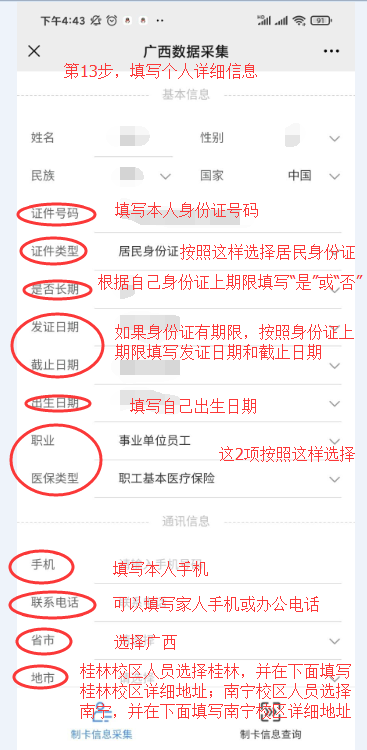 下午4:43
91
广西数据采集
第13步，填写个人详细信息
基本信息
姓名 性别
民族 国家 中国
证件号码 填写本人身份证号码
证件类型 居民身份证 按照这样选择居民身份证
是否长期 根据自己身份证上期限填写“是”或“否”
发证日期 如果身份证有期限，按照身份证上
截止日期 期限填写发证日期和截止日期
出生日期 填写自己出生日期
职业 事业单位员工
这2项按照这样选择
医保类型 职工基本医疗保险
通讯信息
手机 填写本人手机
联系电话 可以填写家人手机或办公电话
省市 选择广西
地市 桂林校区人员选择桂林，并在下面填写
桂林校区详细地址；南宁校区人员选择
南宁，并在下面填写南宁校区详细地址
制卡信息采集 制卡信息查询